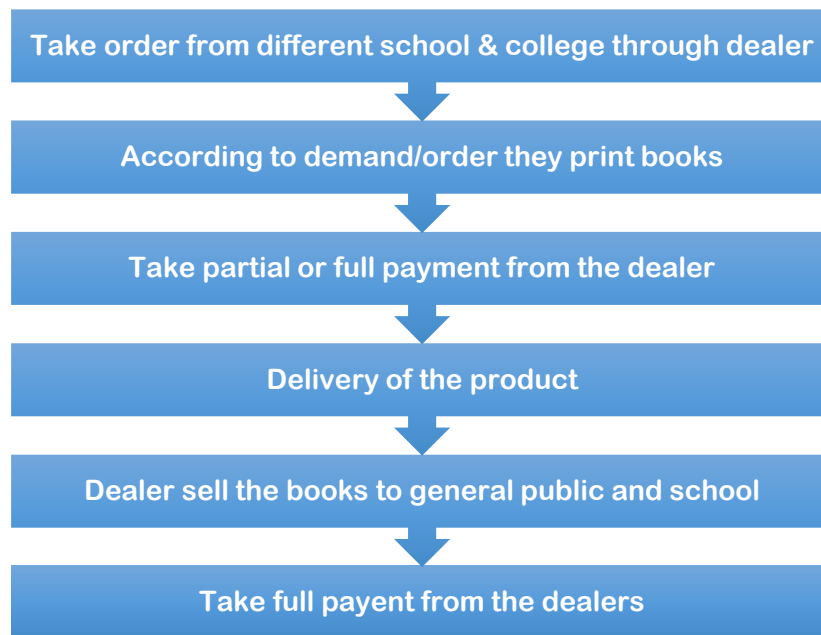 Take order from different school & college through dealer
According to demand/order they print books
Take partial or full payment from the dealer
Delivery of the product
Dealer sell the books to general public and school
Take full payent from the dealers